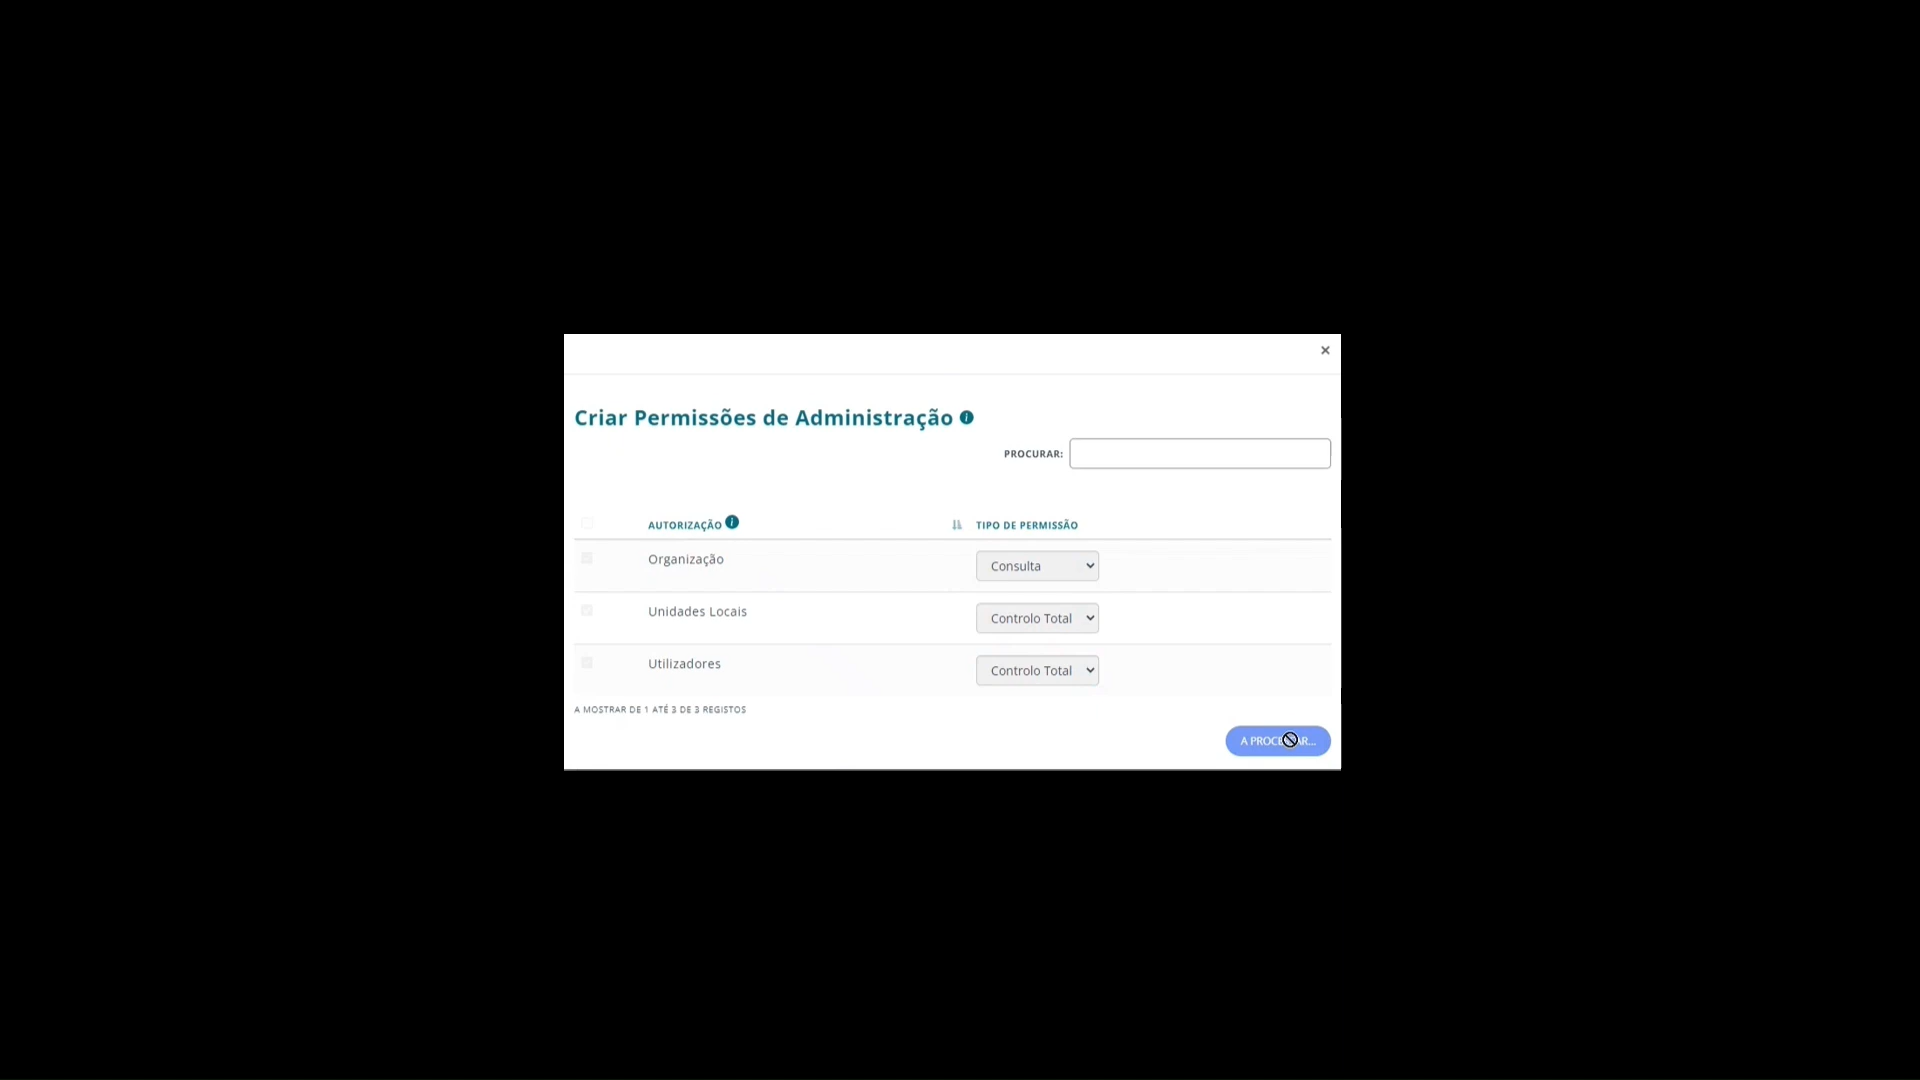 ×
Criar Permissões de Administração i
PROCURAR:
AUTORIZAÇÃO i TIPO DE PERMISSÃO
Organização Consulta
Unidades Locais Controlo Total
Utilizadores Controlo Total
A MOSTRAR DE 1 ATÉ 3 DE 3 REGISTOS
A